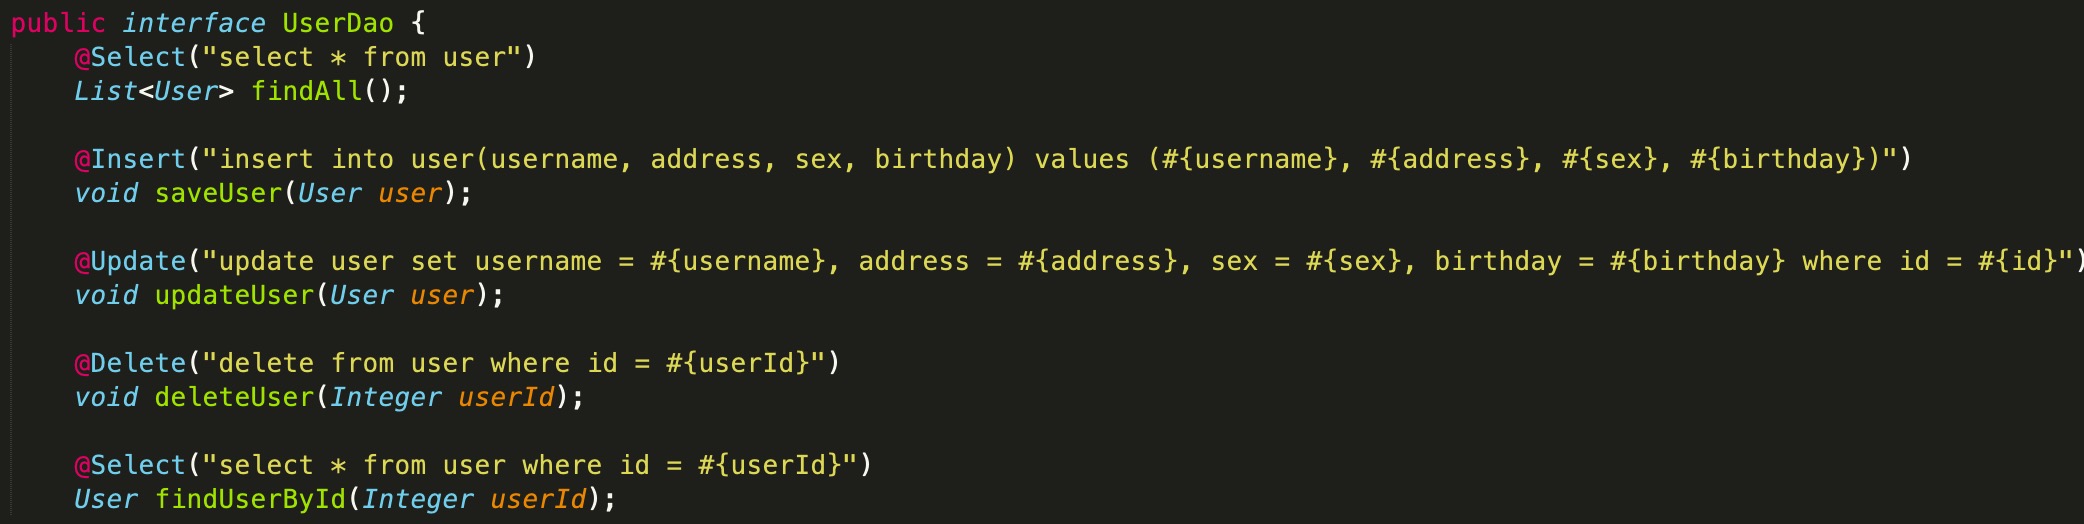 public interface UserDao {
    @Select("select * from user")
    List<User> findAll();
    @Insert("insert into user(username, address, sex, birthday) values (#{username}, #{address}, #{sex}, #{birthday})")
    void saveUser(User user);
    @Update("update user set username = #{username}, address = #{address}, sex = #{sex}, birthday = #{birthday} where id = #{id}")
    void updateUser(User user);
    @Delete("delete from user where id = #{userId}")
    void deleteUser(Integer userId);
    @Select("select * from user where id = #{userId}")
    User findUserById(Integer userId);